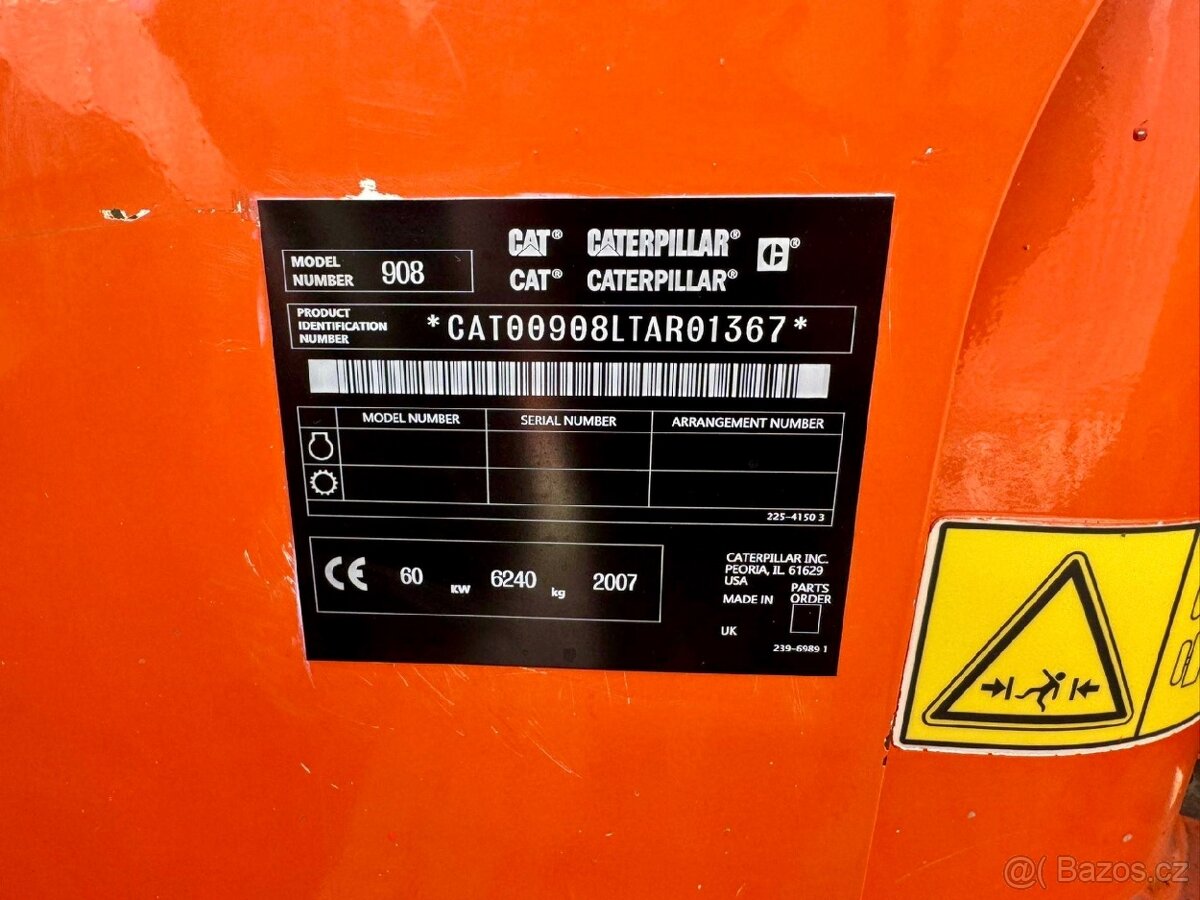 CAT® CATERPILLAR®
CAT® CATERPILLAR®
MODEL NUMBER 908
PRODUCT IDENTIFICATION NUMBER *CAT00908LTAR01367*
MODEL NUMBER SERIAL NUMBER ARRANGEMENT NUMBER
225-4150 3
CE 60 KW 6240 kg 2007
CATERPILLAR INC.
PEORIA, IL 61629
USA
MADE IN
UK
PARTS
ORDER
239-6989 1
@( Bazos.cz